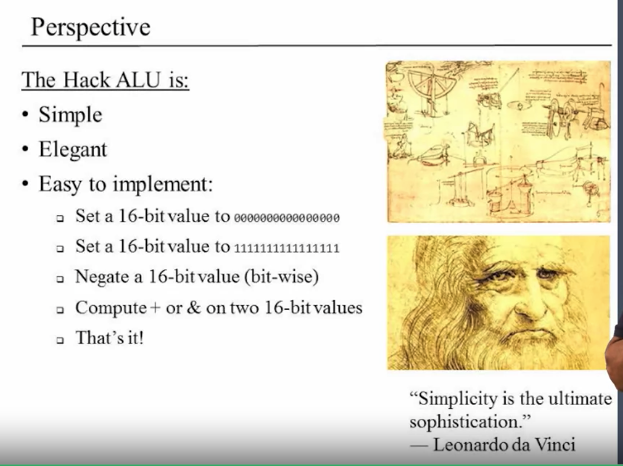 Perspective
The Hack ALU is:
• Simple
• Elegant
• Easy to implement:
❑ Set a 16-bit value to 0000000000000000
❑ Set a 16-bit value to 1111111111111111
❑ Negate a 16-bit value (bit-wise)
❑ Compute + or & on two 16-bit values
❑ That's it!
“Simplicity is the ultimate
sophistication.”
— Leonardo da Vinci